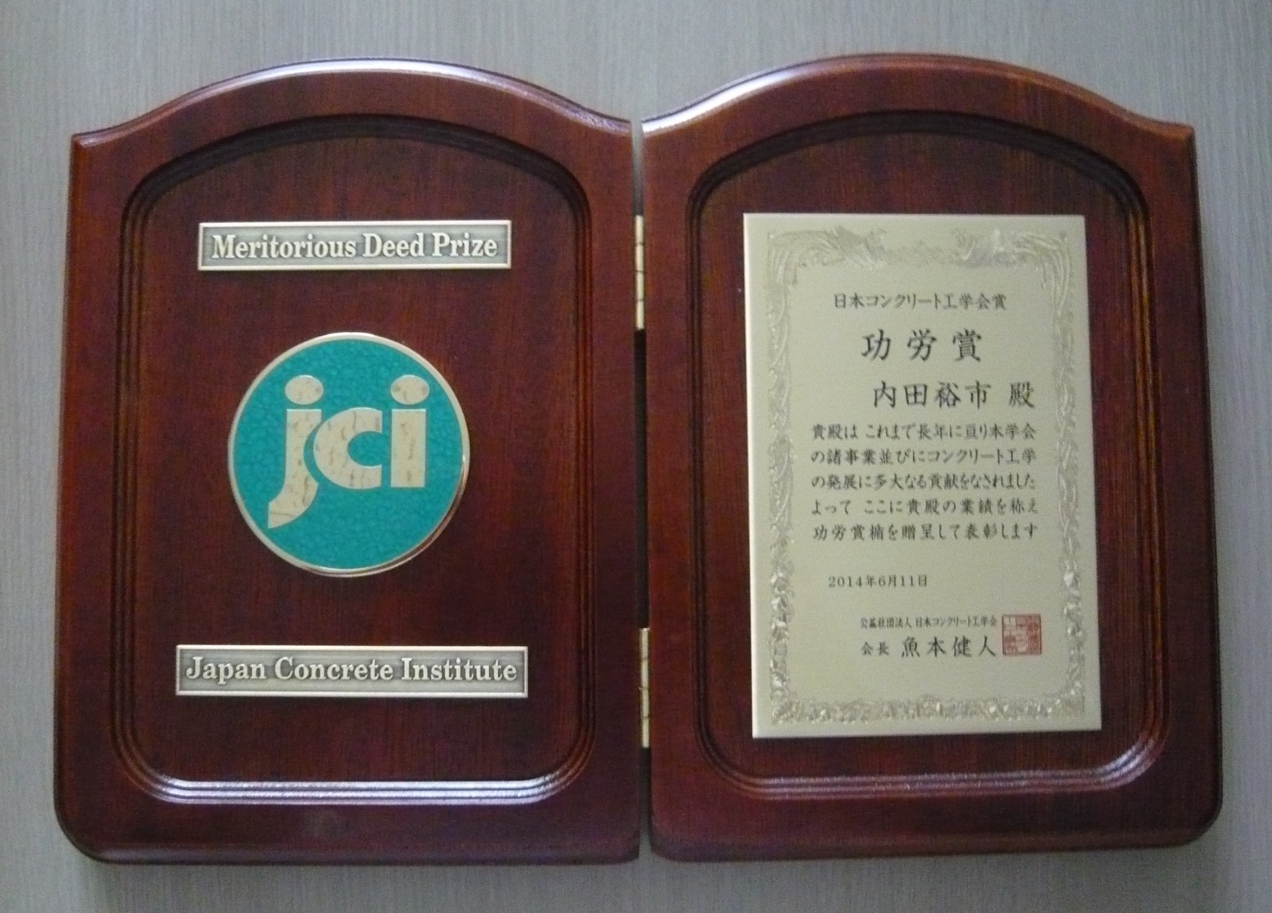 Meritorious Deed Prize
jci
Japan Concrete Institute
日本コンクリート工学会賞
功労賞
内田裕市 殿
貴殿は これまで長年に亘り本学会
の諸事業並びにコンクリート工学
の発展に多大なる貢献をなされました
よって ここに貴殿の業績を称え
功労賞楯を贈呈して表彰します
2014年6月11日
公益社団法人 日本コンクリート工学会
会長 魚本健人